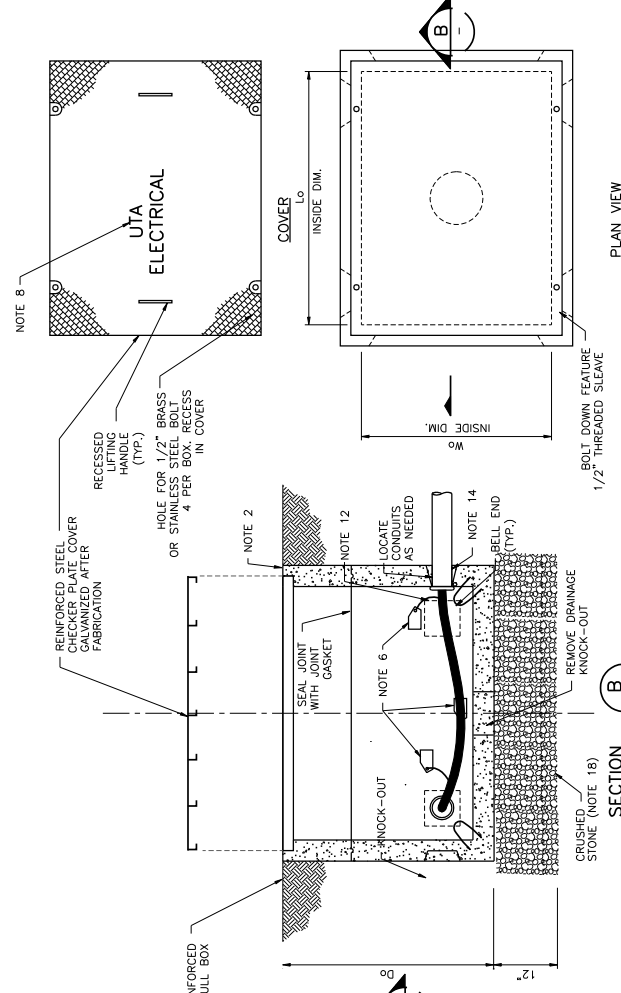 NOTE 8
UTA
ELECTRICAL
REINFORCED STEEL
CHECKER PLATE COVER
GALVANIZED AFTER
FABRICATION
RECESSED
LIFTING
HANDLE
(TYP.)
HOLE FOR 1/2" BRASS
OR STAINLESS STEEL BOLT
4 PER BOX. RECESS
IN COVER
COVER
Lo
INSIDE DIM.
B
-
Wo
INSIDE DIM.
BOLT DOWN FEATURE
1/2" THREADED SLEAVE
PLAN VIEW
NOTE 2
NOTE 12
LOCATE
CONDUITS
AS NEEDED
NOTE 14
BELL END
(TYP.)
SEAL JOINT
WITH JOINT
GASKET
NOTE 6
KNOCK-OUT
REMOVE DRAINAGE
KNOCK-OUT
CRUSHED
STONE (NOTE 18)
NFORCED
ULL BOX
Do
12"
SECTION
B